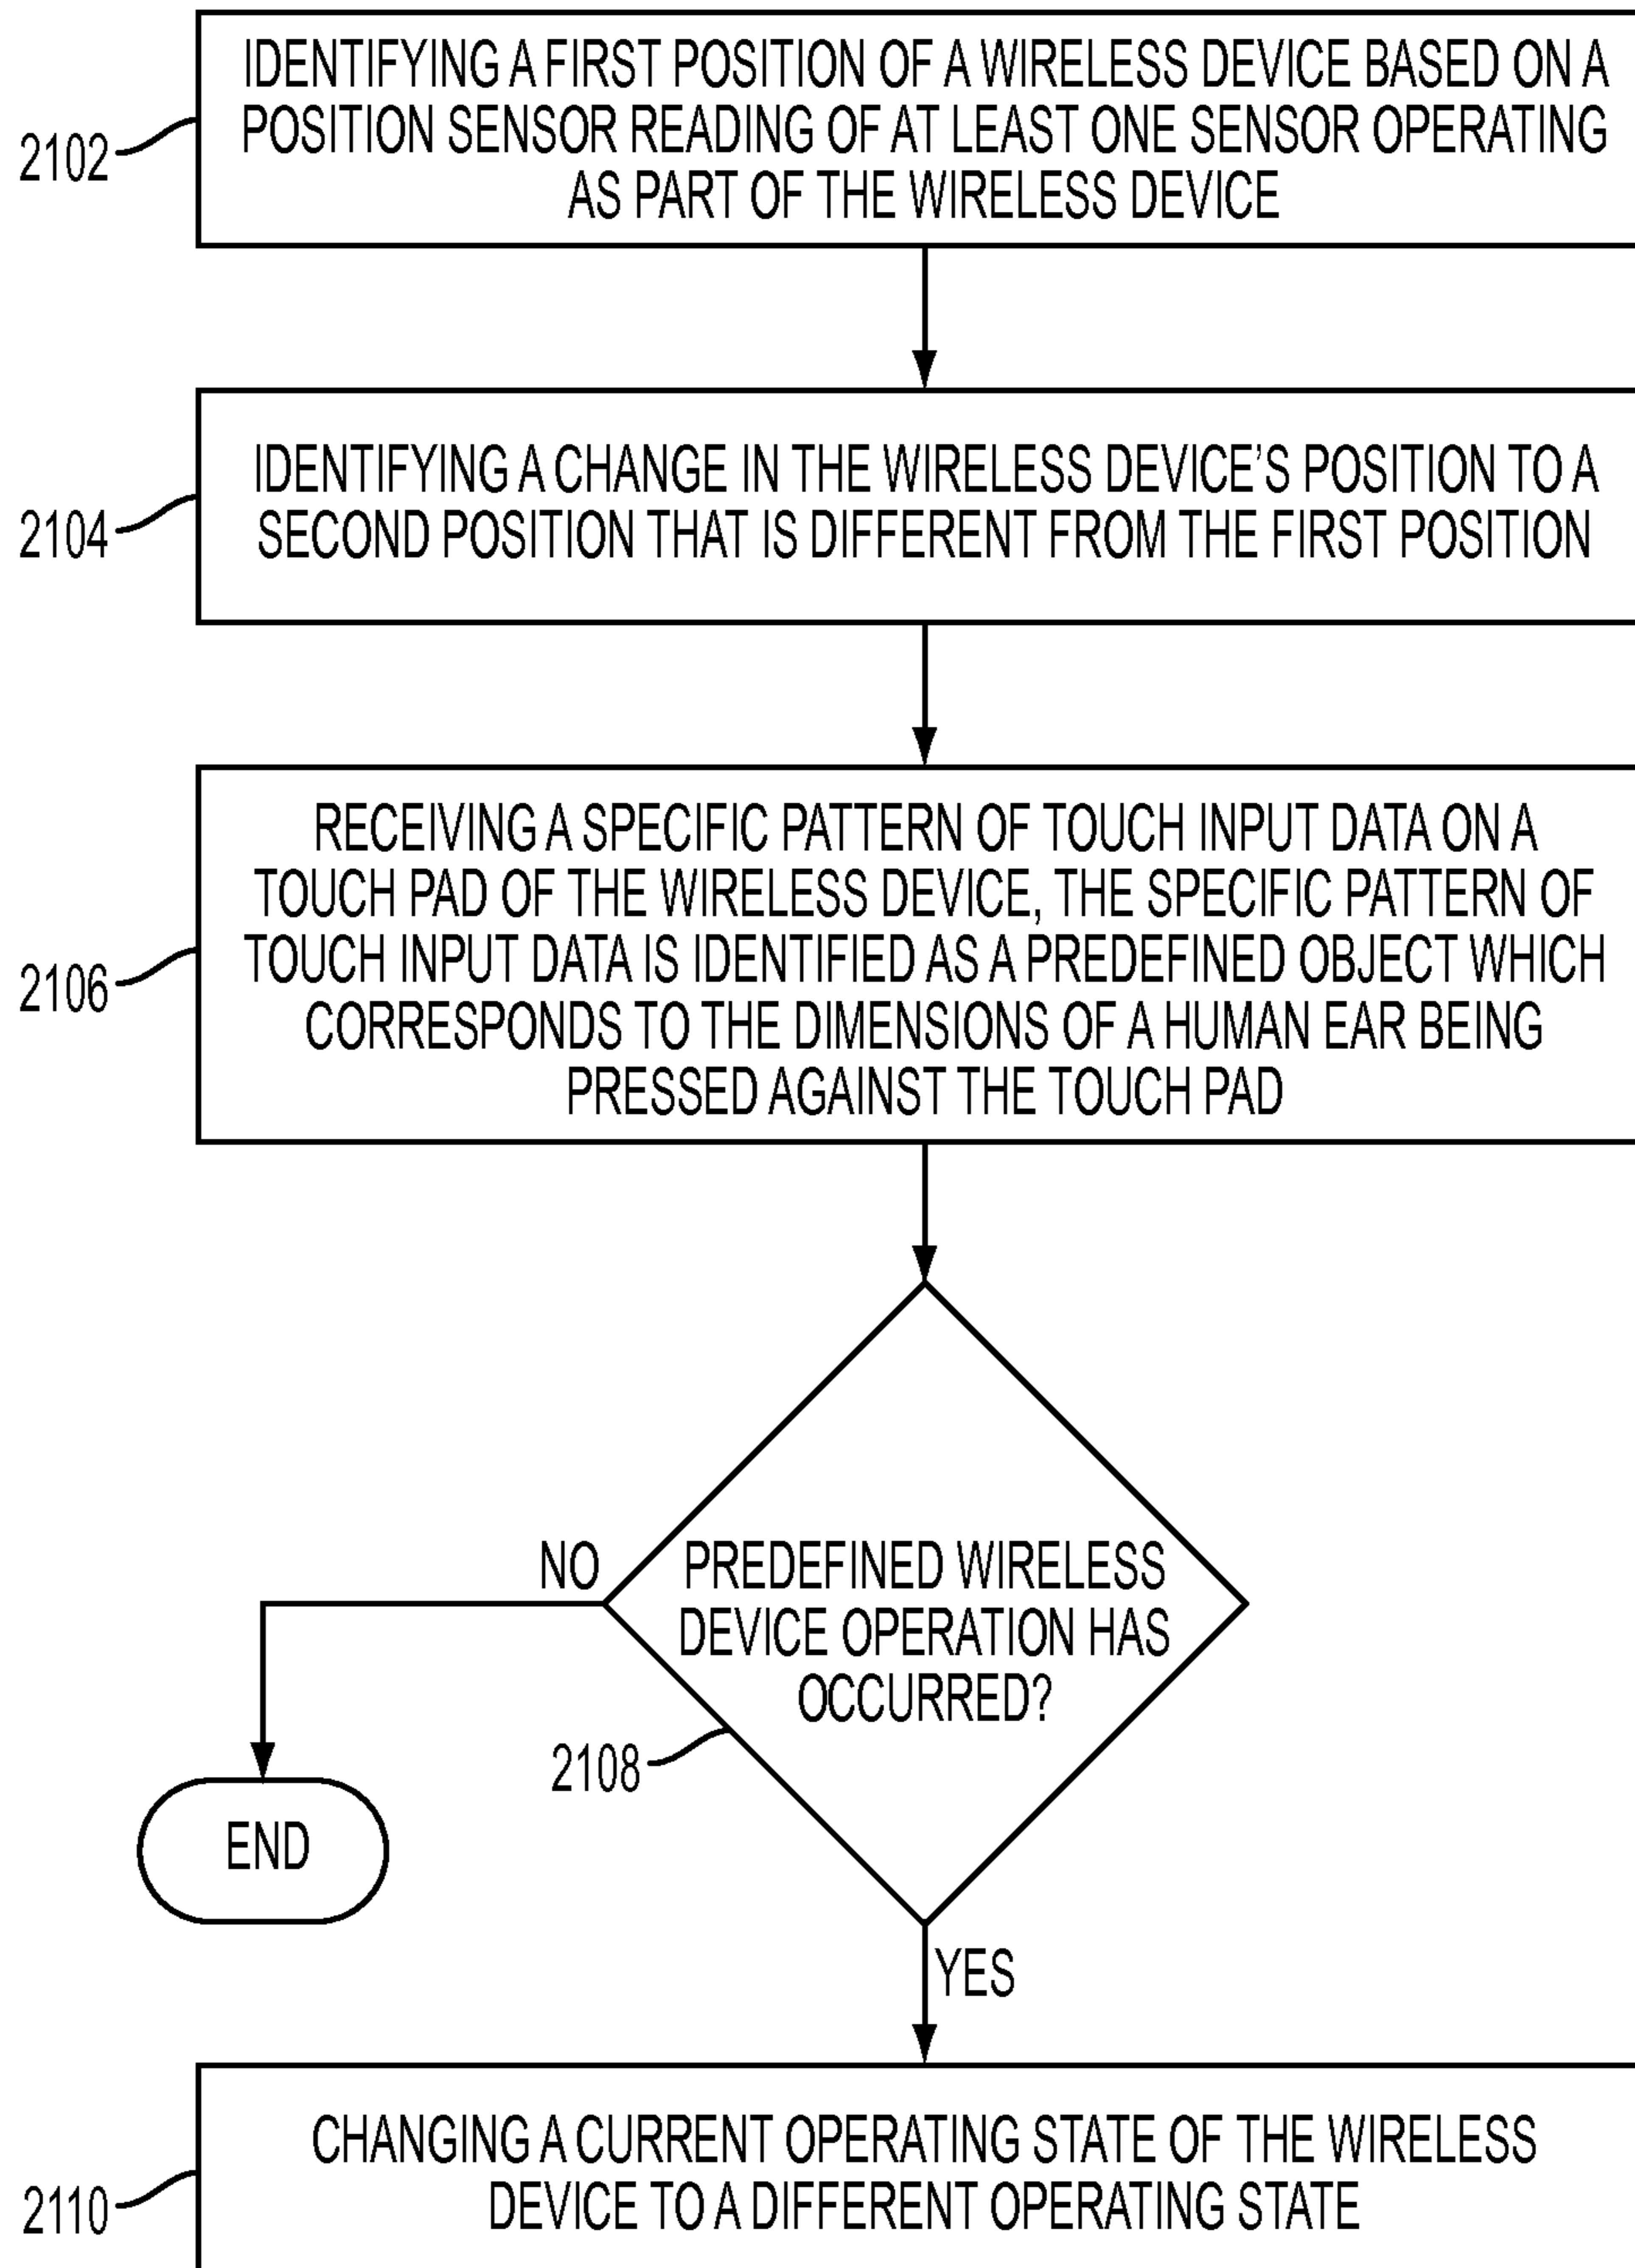 IDENTIFYING A FIRST POSITION OF A WIRELESS DEVICE BASED ON A
POSITION SENSOR READING OF AT LEAST ONE SENSOR OPERATING
AS PART OF THE WIRELESS DEVICE
2102
IDENTIFYING A CHANGE IN THE WIRELESS DEVICE'S POSITION TO A
SECOND POSITION THAT IS DIFFERENT FROM THE FIRST POSITION
2104
RECEIVING A SPECIFIC PATTERN OF TOUCH INPUT DATA ON A
TOUCH PAD OF THE WIRELESS DEVICE, THE SPECIFIC PATTERN OF
TOUCH INPUT DATA IS IDENTIFIED AS A PREDEFINED OBJECT WHICH
CORRESPONDS TO THE DIMENSIONS OF A HUMAN EAR BEING
PRESSED AGAINST THE TOUCH PAD
2106
NO
PREDEFINED WIRELESS
DEVICE OPERATION HAS
OCCURRED?
2108
END
YES
CHANGING A CURRENT OPERATING STATE OF THE WIRELESS
DEVICE TO A DIFFERENT OPERATING STATE
2110